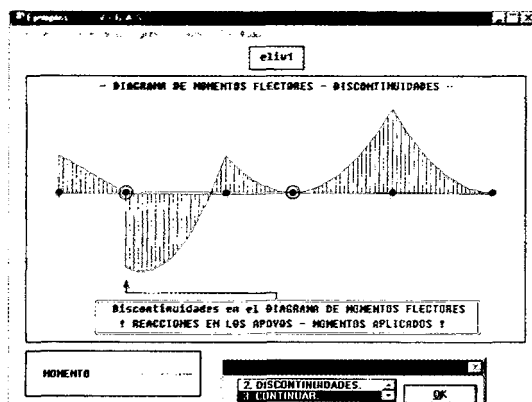 eliw1
- DIAGRAMA DE MOMENTOS FLECTORES - DISCONTINUIDADES -
Discontinuidades en el DIAGRAMA DE MOMENTOS FLECTORES
! REACCIONES EN LOS APOYOS - MOMENTOS APLICADOS !
MOMENTO
2. DISCONTINUIDADES.
3. CONTINUAR.
OK